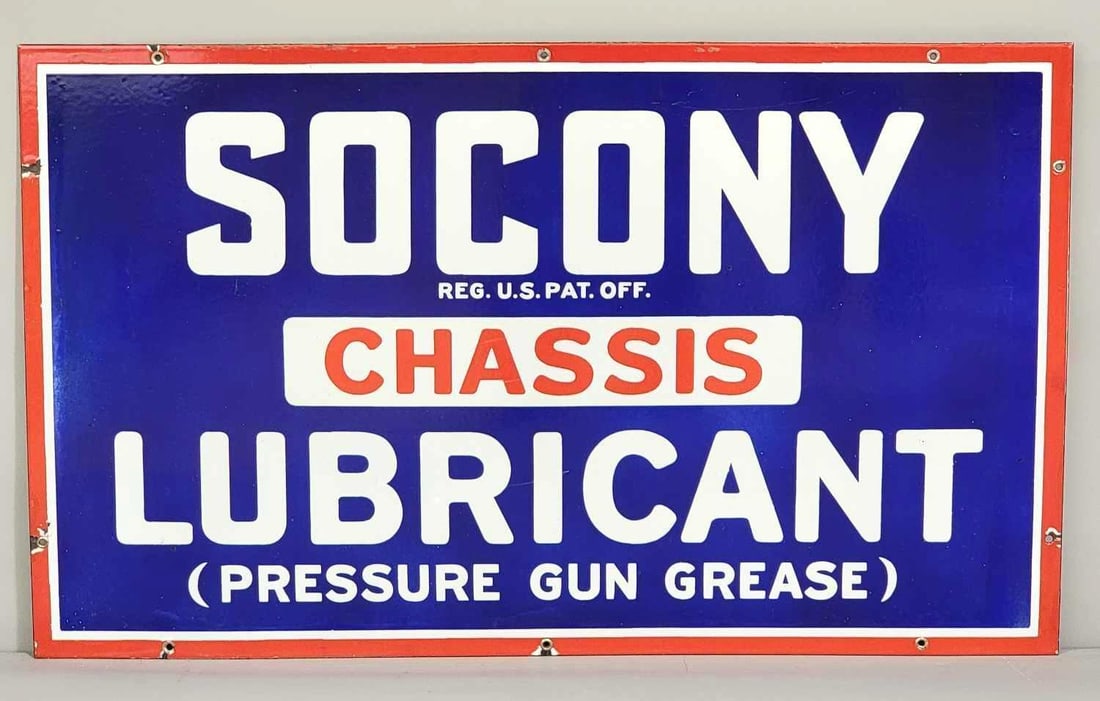 SOCONY
REG. U.S. PAT. OFF.
CHASSIS
LUBRICANT
(PRESSURE GUN GREASE)